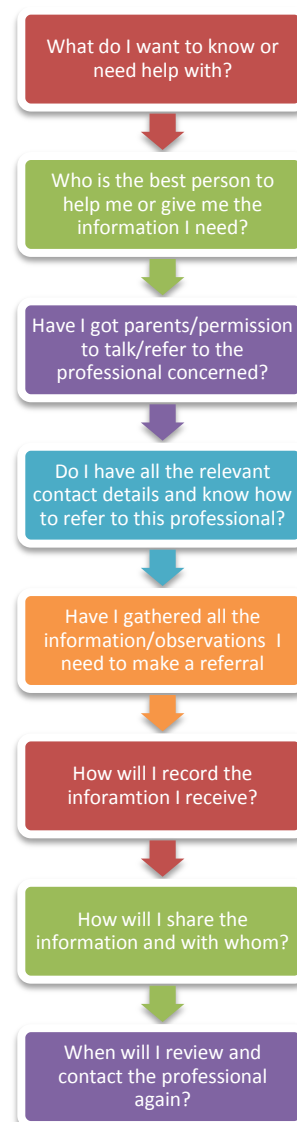 What do I want to know or
need help with?
Who is the best person to
help me or give me the
information I need?
Have I got parents/permission
to talk/refer to the
professional concerned?
Do I have all the relevant
contact details and know how
to refer to this professional?
Have I gathered all the
information/observations I
need to make a referral
How will I record the
inforamtion I receive?
How will I share the
information and with whom?
When will I review and
contact the professional
again?